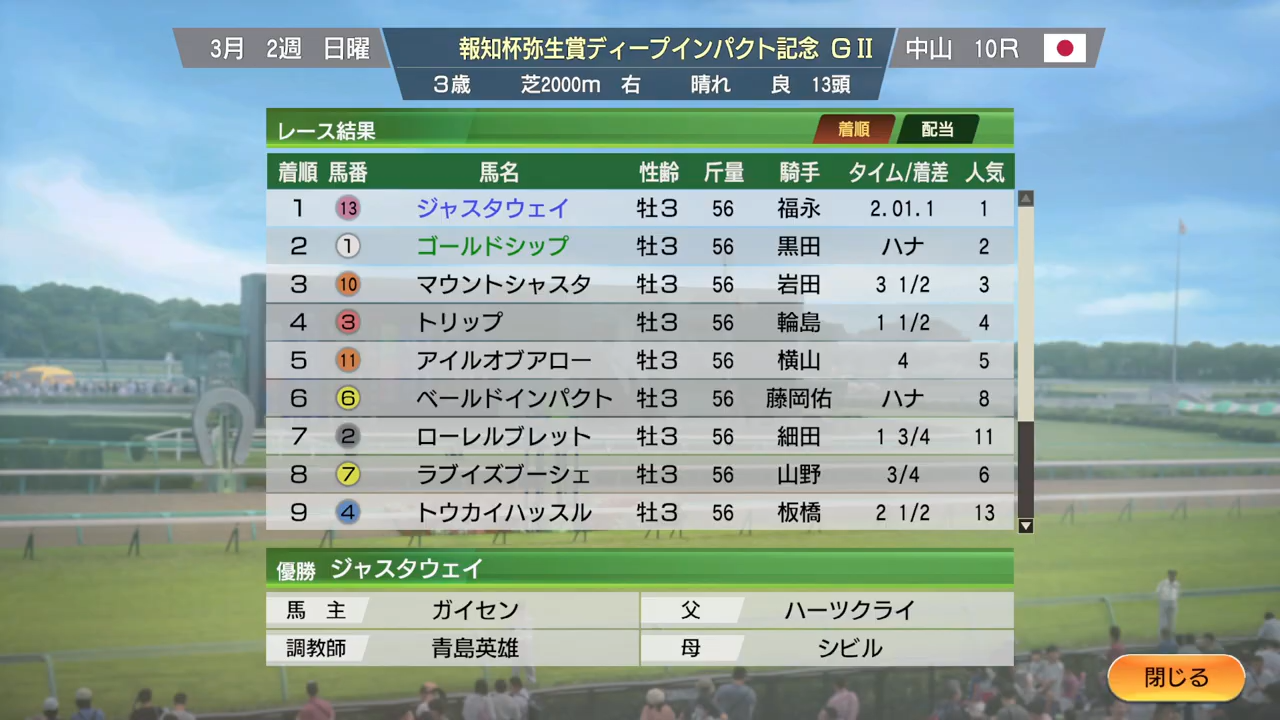 3月 2週 日曜 報知杯弥生賞ディープインパクト記念 GⅡ 中山 10R
3歳 芝2000m 右 晴れ 良 13頭
レース結果 着順 配当
着順 馬番 馬名 性齢 斤量 騎手 タイム/着差 人気
1 13 ジャスタウェイ 牡3 56 福永 2.01.1 1
2 1 ゴールドシップ 牡3 56 黒田 ハナ 2
3 10 マウントシャスタ 牡3 56 岩田 3 1/2 3
4 3 トリップ 牡3 56 輪島 1 1/2 4
5 11 アイルオブアロー 牡3 56 横山 4 5
6 6 ベールドインパクト 牡3 56 藤岡佑 ハナ 8
7 2 ローレルブレット 牡3 56 細田 1 3/4 11
8 7 ラブイズブーシェ 牡3 56 山野 3/4 6
9 4 トウカイハッスル 牡3 56 板橋 2 1/2 13
優勝 ジャスタウェイ
馬主 ガイセン 父 ハーツクライ
調教師 青島英雄 母 シビル
閉じる